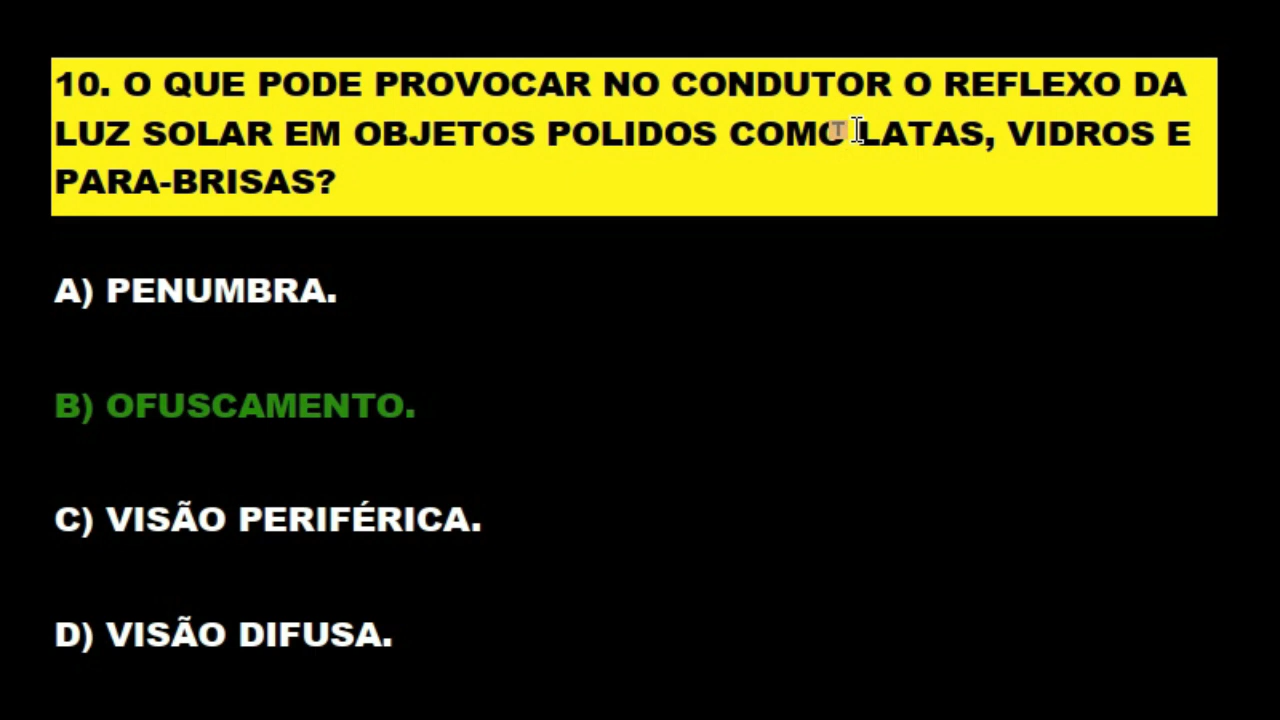 10. O QUE PODE PROVOCAR NO CONDUTOR O REFLEXO DA
LUZ SOLAR EM OBJETOS POLIDOS COMO LATAS, VIDROS E
PARA-BRISAS?
A) PENUMBRA.
B) OFUSCAMENTO.
C) VISÃO PERIFÉRICA.
D) VISÃO DIFUSA.